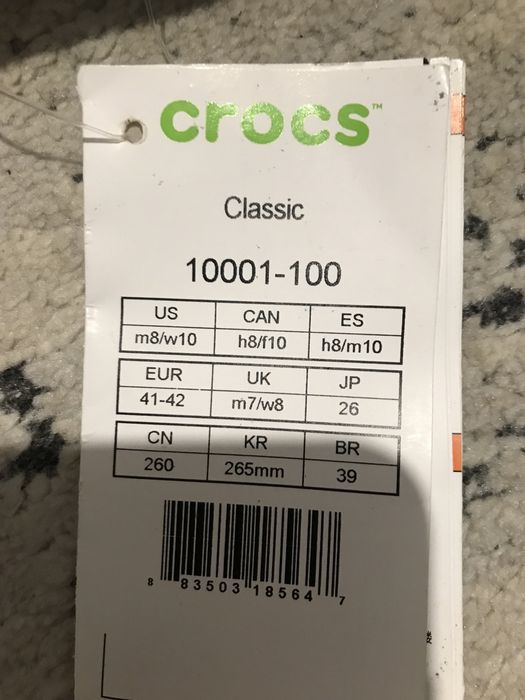 crocs™
Classic
10001-100
US CAN ES
m8/w10 h8/f10 h8/m10
EUR UK JP
41-42 m7/w8 26
CN KR BR
260 265mm 39
8 83503 18564 7